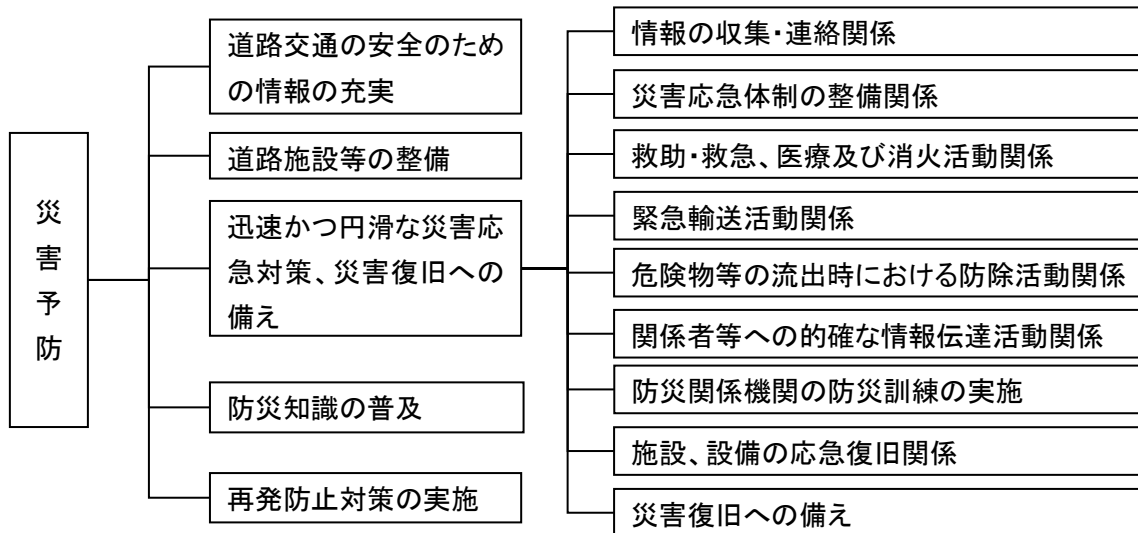 災害予防
道路交通の安全のため
の情報の充実
道路施設等の整備
迅速かつ円滑な災害応
急対策、災害復旧への
備え
防災知識の普及
再発防止対策の実施
情報の収集・連絡関係
災害応急体制の整備関係
救助・救急、医療及び消火活動関係
緊急輸送活動関係
危険物等の流出時における防除活動関係
関係者等への的確な情報伝達活動関係
防災関係機関の防災訓練の実施
施設、設備の応急復旧関係
災害復旧への備え